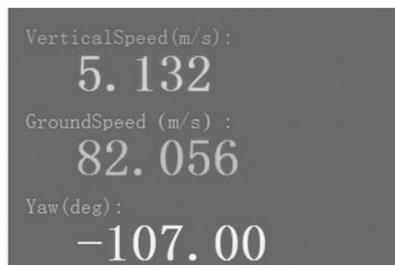 VerticalSpeed(m/s):
5.132
GroundSpeed (m/s) :
82.056
Yaw(deg):
-107.00